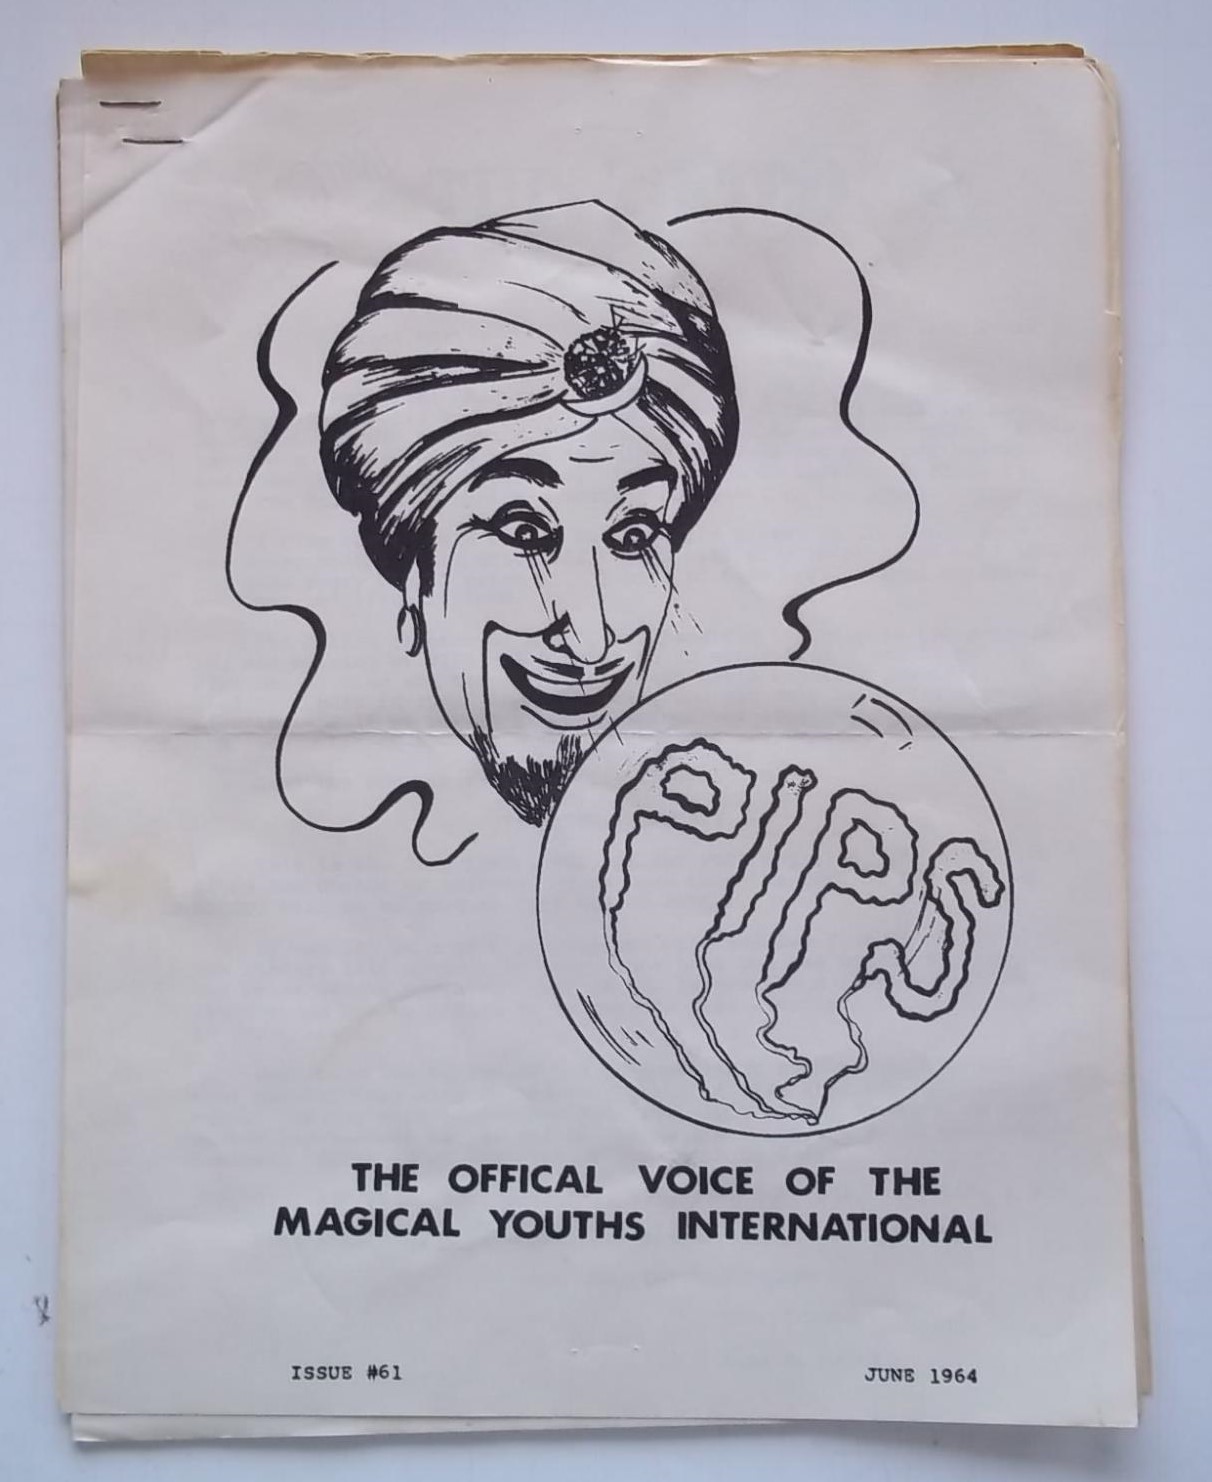 PIPS
THE OFFICAL VOICE OF THE
MAGICAL YOUTHS INTERNATIONAL
ISSUE #61
JUNE 1964